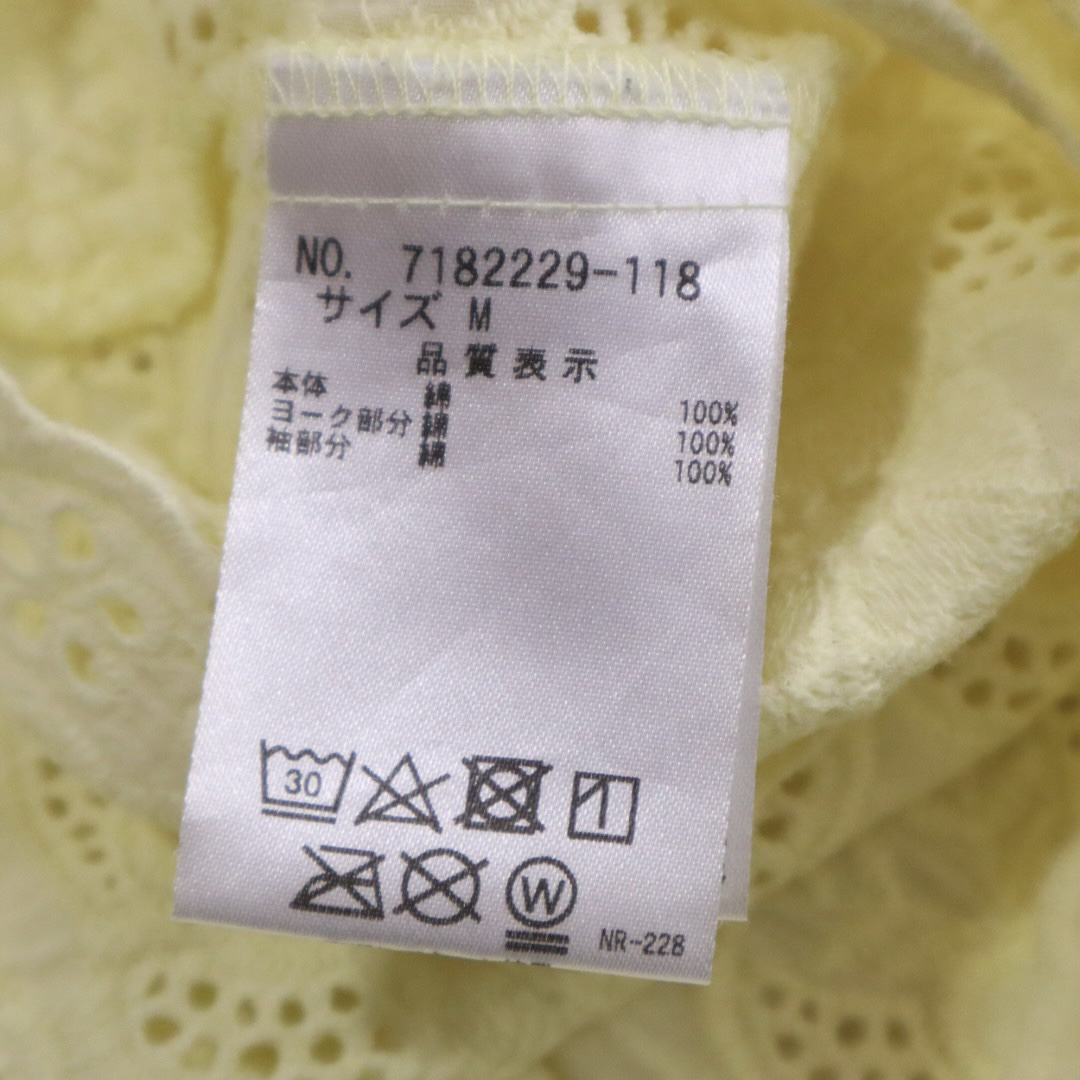 NO. 7182229-118
サイズ M
品質表示
本体 綿 100%
ヨーク部分 綿 100%
袖部分 綿 100%
30
W
NR-228